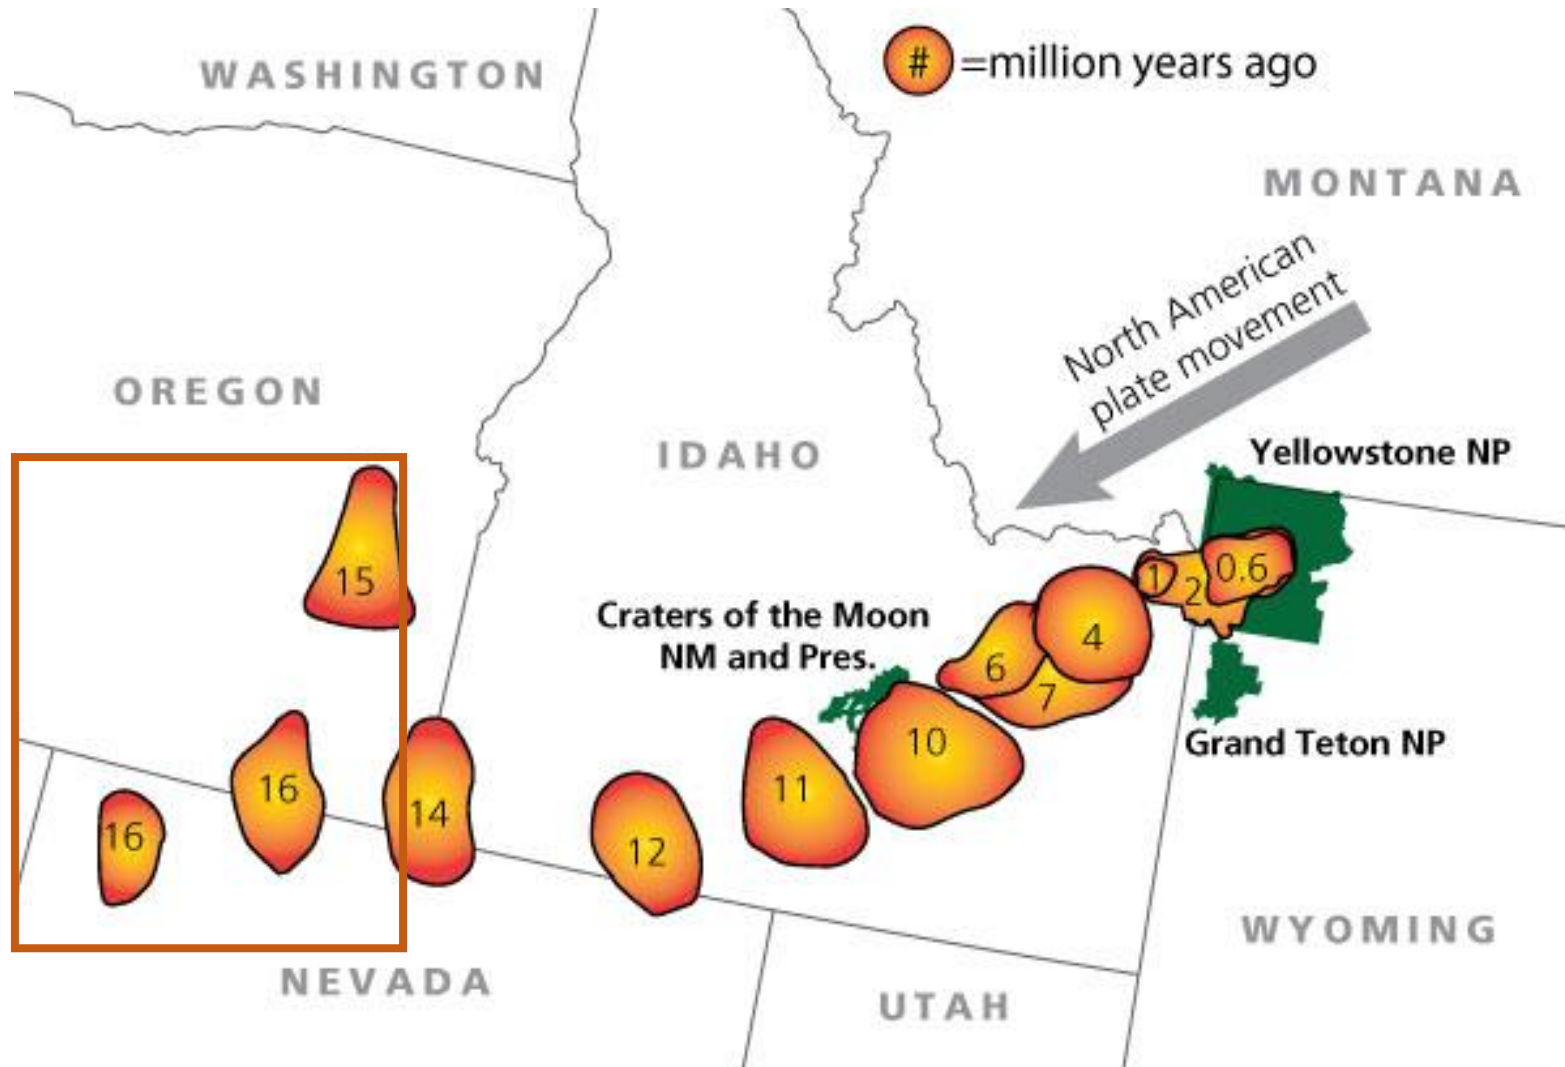 WASHINGTON
# =million years ago
MONTANA
North American
plate movement
OREGON
IDAHO
Yellowstone NP
15
1
2
0.6
Craters of the Moon
NM and Pres.
4
6
7
Grand Teton NP
10
16
11
14
16
12
WYOMING
NEVADA
UTAH